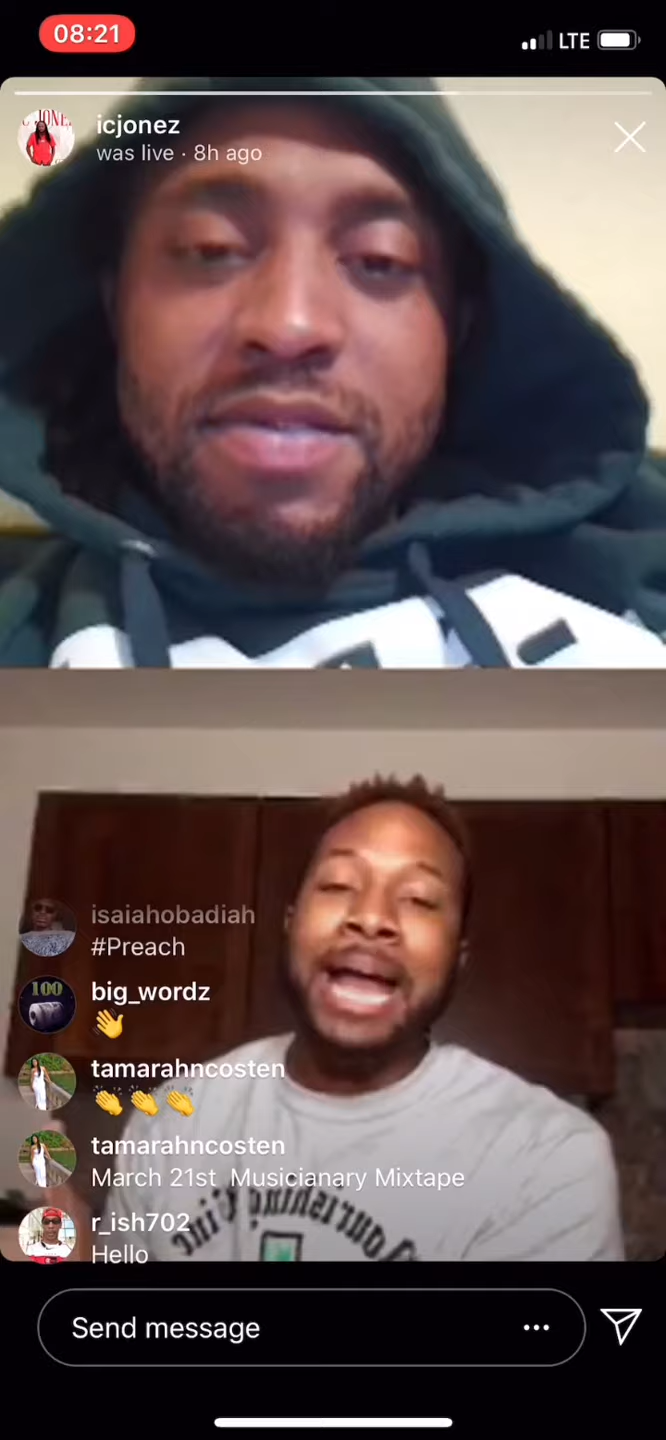 08:21
LTE
icjonez
was live · 8h ago
isaiahobadiah
#Preach
100
big_wordz
👋
tamarahncosten
👏👏👏
tamarahncosten
March 21st Musicianary Mixtape
r_ish702
Hello
Send message